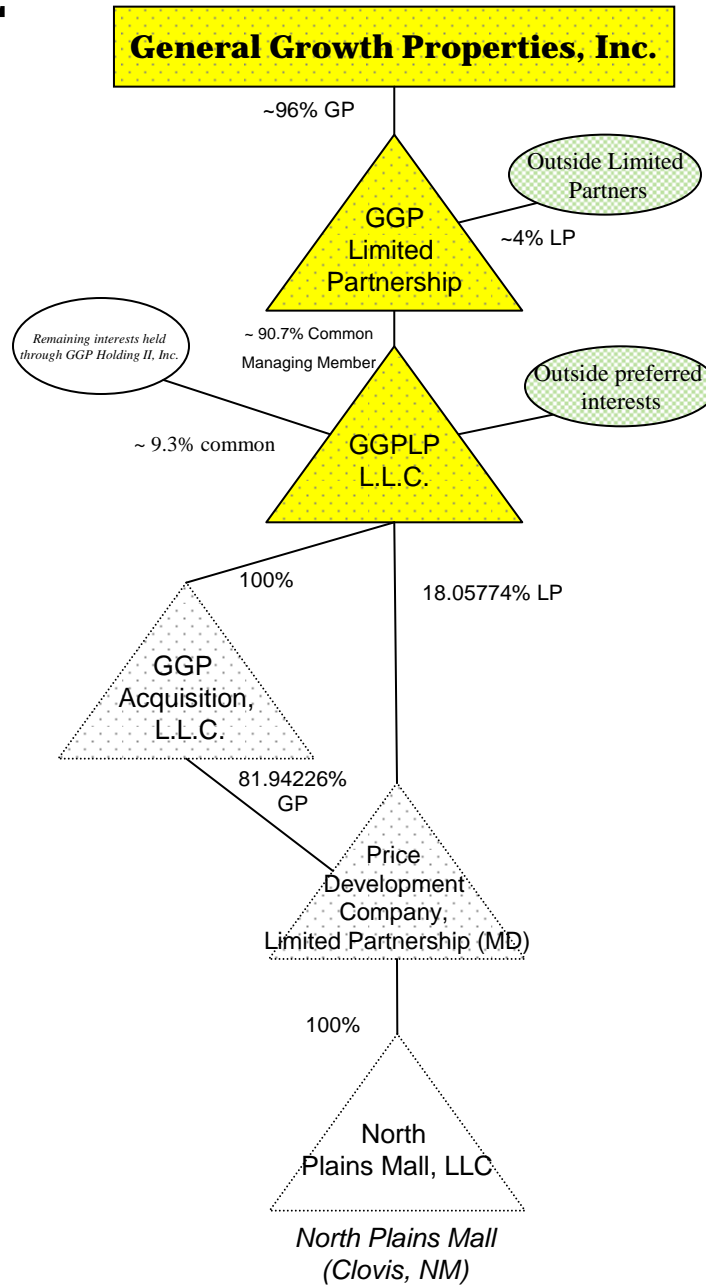 General Growth Properties, Inc.
~96% GP
Outside Limited
Partners
GGP
Limited
Partnership
~4% LP
Remaining interests held
through GGP Holding II, Inc.
~ 90.7% Common
Managing Member
Outside preferred
interests
~ 9.3% common
GGPLP
L.L.C.
100%
18.05774% LP
GGP
Acquisition,
L.L.C.
81.94226%
GP
Price
Development
Company,
Limited Partnership (MD)
100%
North
Plains Mall, LLC
North Plains Mall
(Clovis, NM)